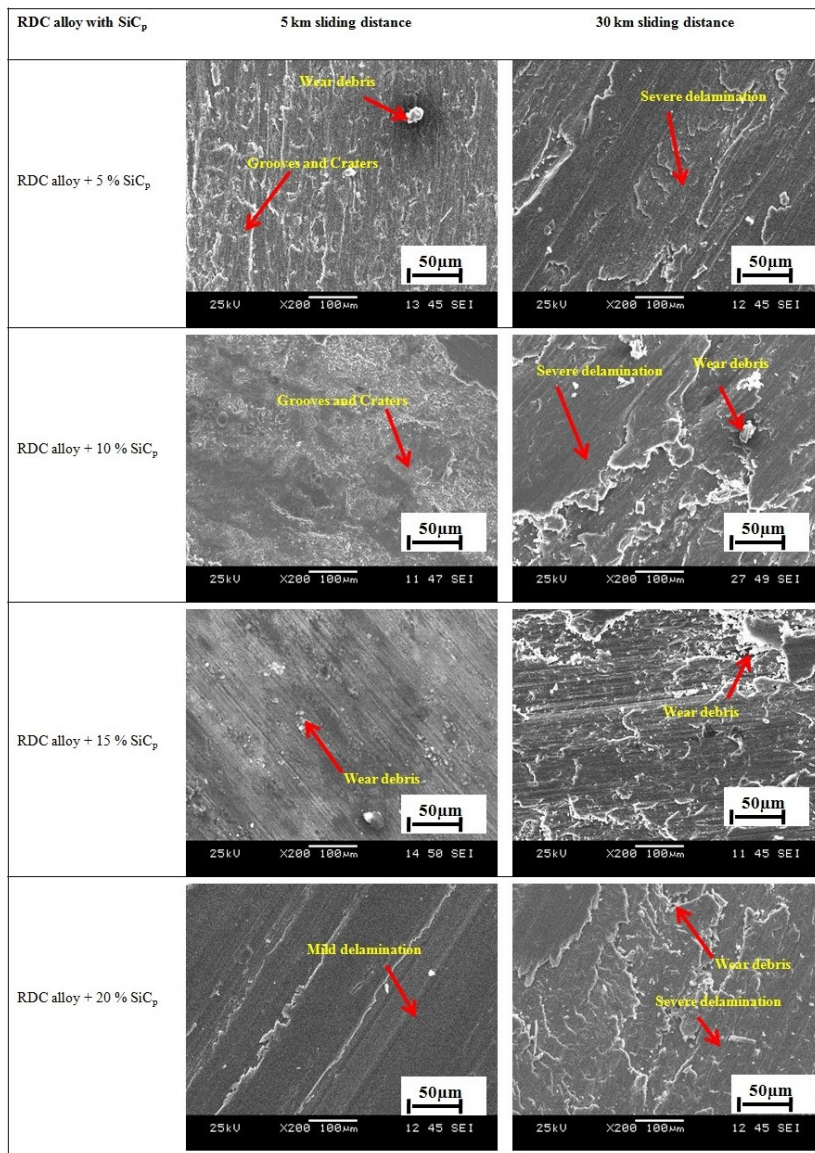 RDC alloy with SiCp 5 km sliding distance 30 km sliding distance
RDC alloy + 5 % SiCp
Wear debris
Grooves and Craters
50µm
25kV X200 100µm 13 45 SEI
Severe delamination
50µm
25kV X200 100µm 12 45 SEI
RDC alloy + 10 % SiCp
Grooves and Craters
50µm
25kV X200 100µm 11 47 SEI
Severe delamination
Wear debris
50µm
25kV X200 100µm 27 49 SEI
RDC alloy + 15 % SiCp
Wear debris
50µm
25kV X200 100µm 14 50 SEI
Wear debris
50µm
25kV X200 100µm 11 45 SEI
RDC alloy + 20 % SiCp
Mild delamination
50µm
25kV X200 100µm 12 45 SEI
Wear debris
Severe delamination
50µm
25kV X200 100µm 12 45 SEI